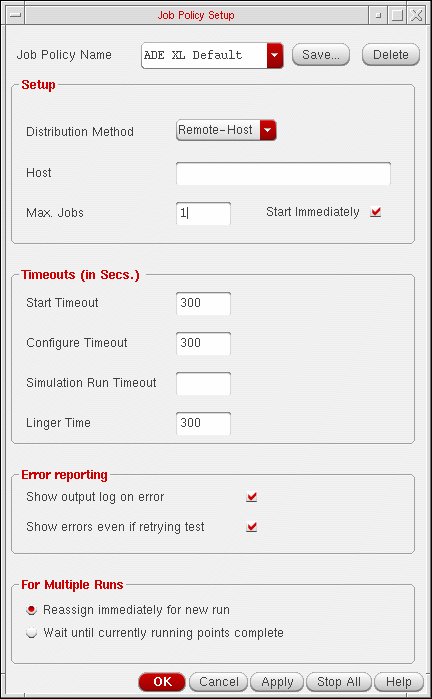 Job Policy Setup
Job Policy Name ADE XL Default Save... Delete
Setup
Distribution Method Remote-Host
Host
Max. Jobs 1 Start Immediately
Timeouts (in Secs.)
Start Timeout 300
Configure Timeout 300
Simulation Run Timeout
Linger Time 300
Error reporting
Show output log on error
Show errors even if retrying test
For Multiple Runs
Reassign immediately for new run
Wait until currently running points complete
OK Cancel Apply Stop All Help